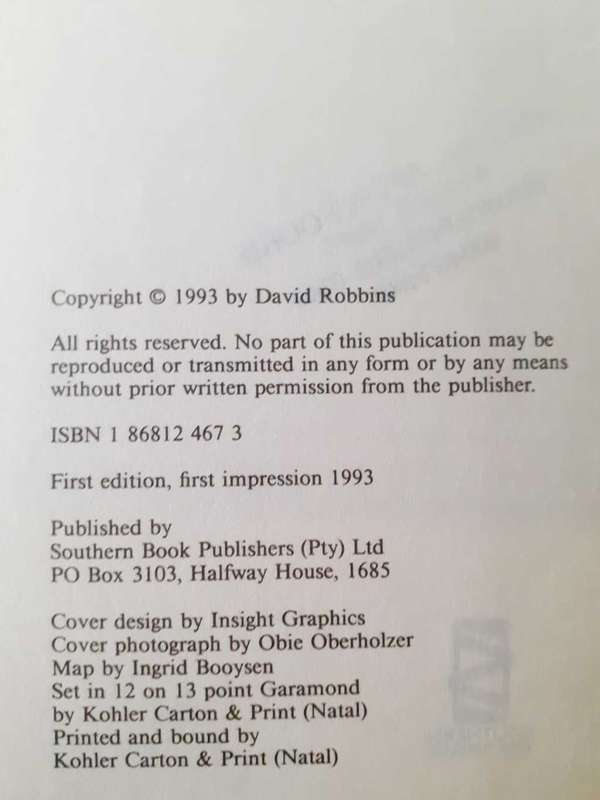 Copyright © 1993 by David Robbins
All rights reserved. No part of this publication may be
reproduced or transmitted in any form or by any means
without prior written permission from the publisher.
ISBN 1 86812 467 3
First edition, first impression 1993
Published by
Southern Book Publishers (Pty) Ltd
PO Box 3103, Halfway House, 1685
Cover design by Insight Graphics
Cover photograph by Obie Oberholzer
Map by Ingrid Booysen
Set in 12 on 13 point Garamond
by Kohler Carton & Print (Natal)
Printed and bound by
Kohler Carton & Print (Natal)